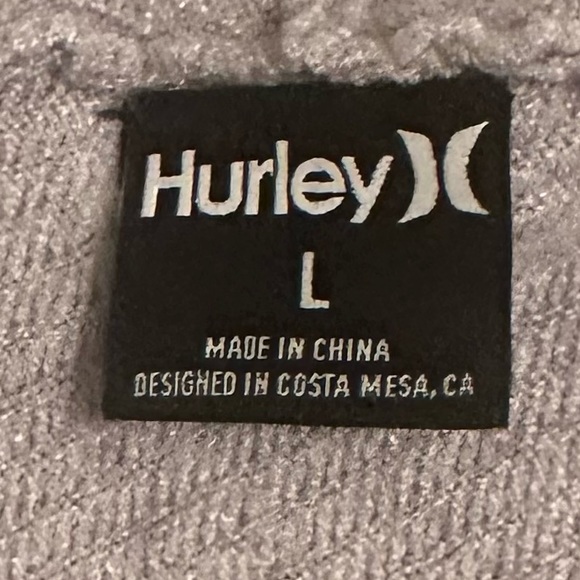 Hurley
L
MADE IN CHINA
DESIGNED IN COSTA MESA, CA